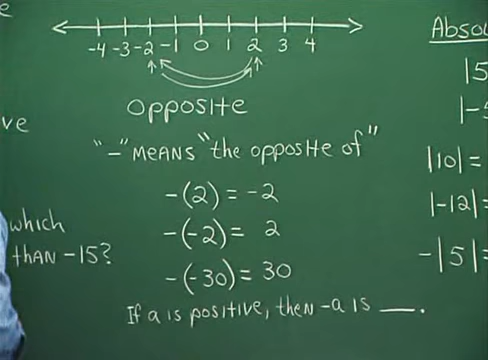 e
-4 -3 -2 -1 0 1 2 3 4
OPPOSITE
"-" MEANS "the opposite of"
-(2) = -2
-(-2) = 2
-(-30) = 30
If a is positive, then -a is ___.
ve
which
than -15?
Absol
|5
|-5
|10| =
|-12| =
-|5| =